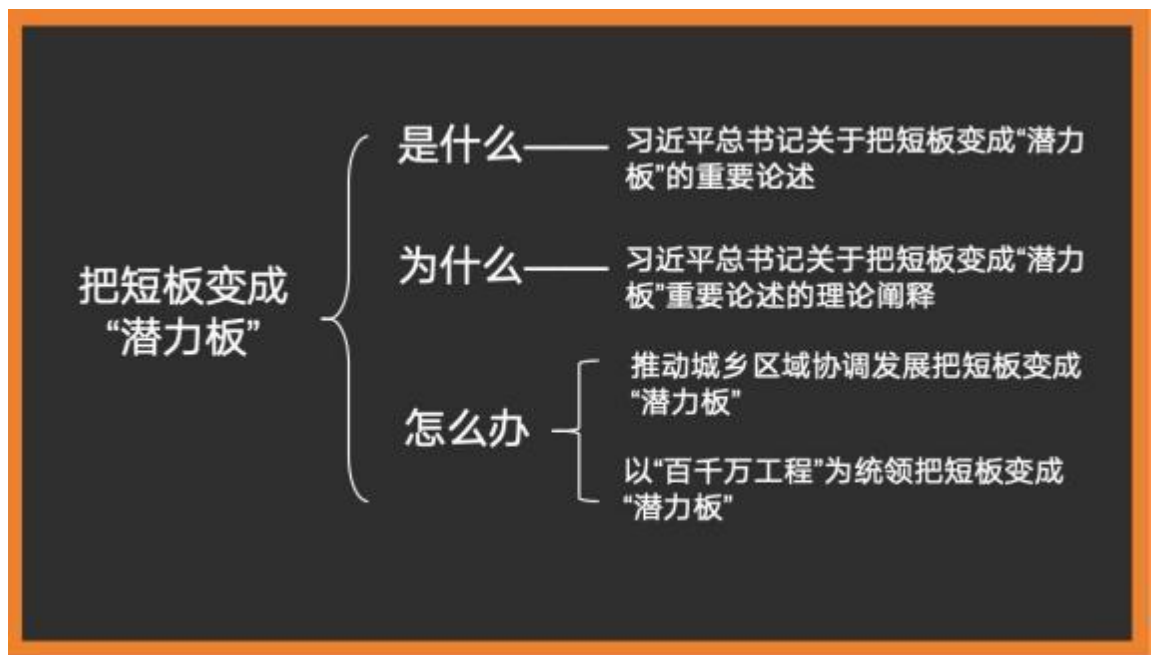 把短板变成
“潜力板”
是什么
习近平总书记关于把短板变成“潜力
板”的重要论述
为什么
习近平总书记关于把短板变成“潜力
板”重要论述的理论阐释
怎么办
推动城乡区域协调发展把短板变成
“潜力板”
以“百千万工程”为统领把短板变成
“潜力板”